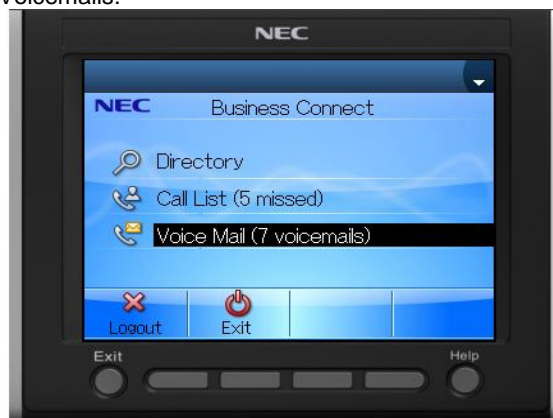 Voicemails.
NEC
NEC Business Connect
Directory
Call List (5 missed)
Voice Mail (7 voicemails)
Logout Exit
Exit Help